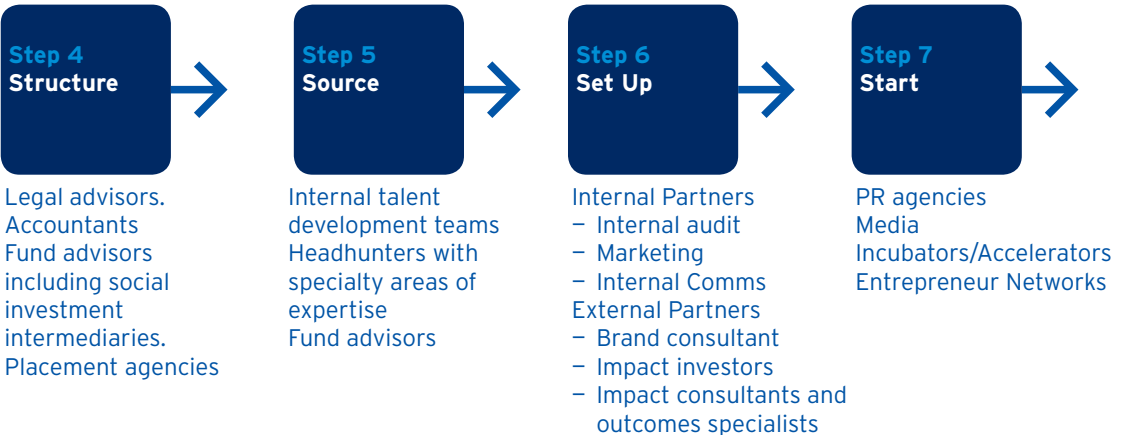 Step 4
Structure
Legal advisors.
Accountants
Fund advisors
including social
investment
intermediaries.
Placement agencies
Step 5
Source
Internal talent
development teams
Headhunters with
specialty areas of
expertise
Fund advisors
Step 6
Set Up
Internal Partners
– Internal audit
– Marketing
– Internal Comms
External Partners
– Brand consultant
– Impact investors
– Impact consultants and
outcomes specialists
Step 7
Start
PR agencies
Media
Incubators/Accelerators
Entrepreneur Networks